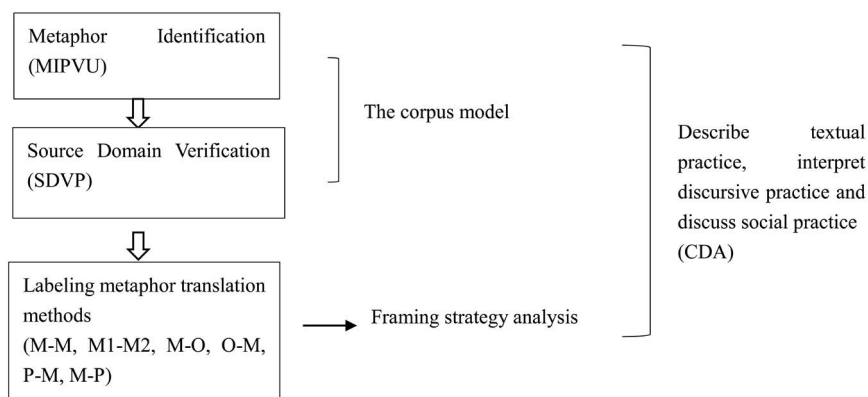 Metaphor Identification
(MIPVU)
The corpus model
Source Domain Verification
(SDVP)
Describe textual
practice, interpret
discursive practice and
discuss social practice
(CDA)
Labeling metaphor translation
methods
(M-M, M1-M2, M-O, O-M,
P-M, M-P)
Framing strategy analysis